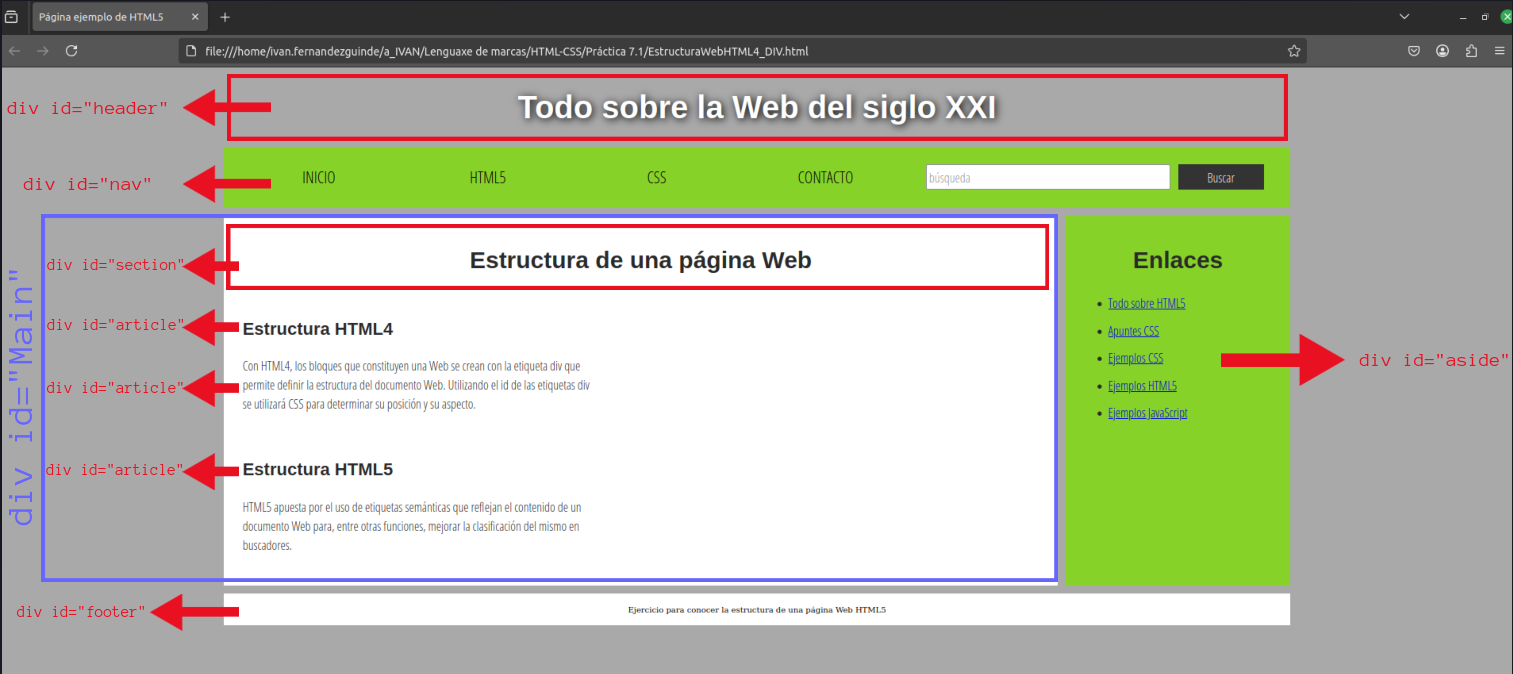 Página ejemplo de HTML5
file:///home/ivan.fernandezguinde/a_IVAN/Lenguaxe de marcas/HTML-CSS/Práctica 7.1/EstructuraWebHTML4_DIV.html
div id="header"
Todo sobre la Web del siglo XXI
div id="nav"
INICIO HTML5 CSS CONTACTO búsqueda Buscar
div id="Main"
div id="section"
Estructura de una página Web
div id="article"
Estructura HTML4
div id="article"
Con HTML4, los bloques que constituyen una Web se crean con la etiqueta div que
permite definir la estructura del documento Web. Utilizando el id de las etiquetas div
se utilizará CSS para determinar su posición y su aspecto.
div id="article"
Estructura HTML5
HTML5 apuesta por el uso de etiquetas semánticas que reflejan el contenido de un
documento Web para, entre otras funciones, mejorar la clasificación del mismo en
buscadores.
Enlaces
Todo sobre HTML5
Apuntes CSS
Ejemplos CSS
Ejemplos HTML5
Ejemplos JavaScript
div id="aside"
div id="footer"
Ejercicio para conocer la estructura de una página Web HTML5